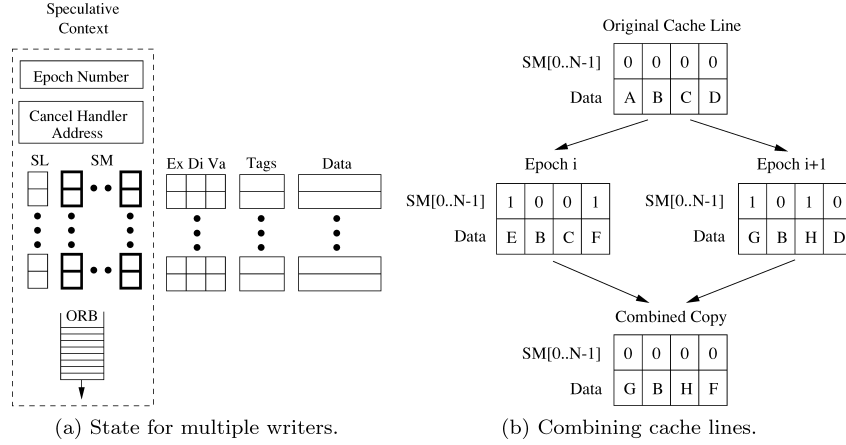 Speculative
Context
Epoch Number
Cancel Handler
Address
SL SM Ex Di Va Tags Data
ORB
(a) State for multiple writers.
Original Cache Line
SM[0..N-1] 0 0 0 0
Data A B C D
Epoch i Epoch i+1
SM[0..N-1] 1 0 0 1 SM[0..N-1] 1 0 1 0
Data E B C F Data G B H D
Combined Copy
SM[0..N-1] 0 0 0 0
Data G B H F
(b) Combining cache lines.